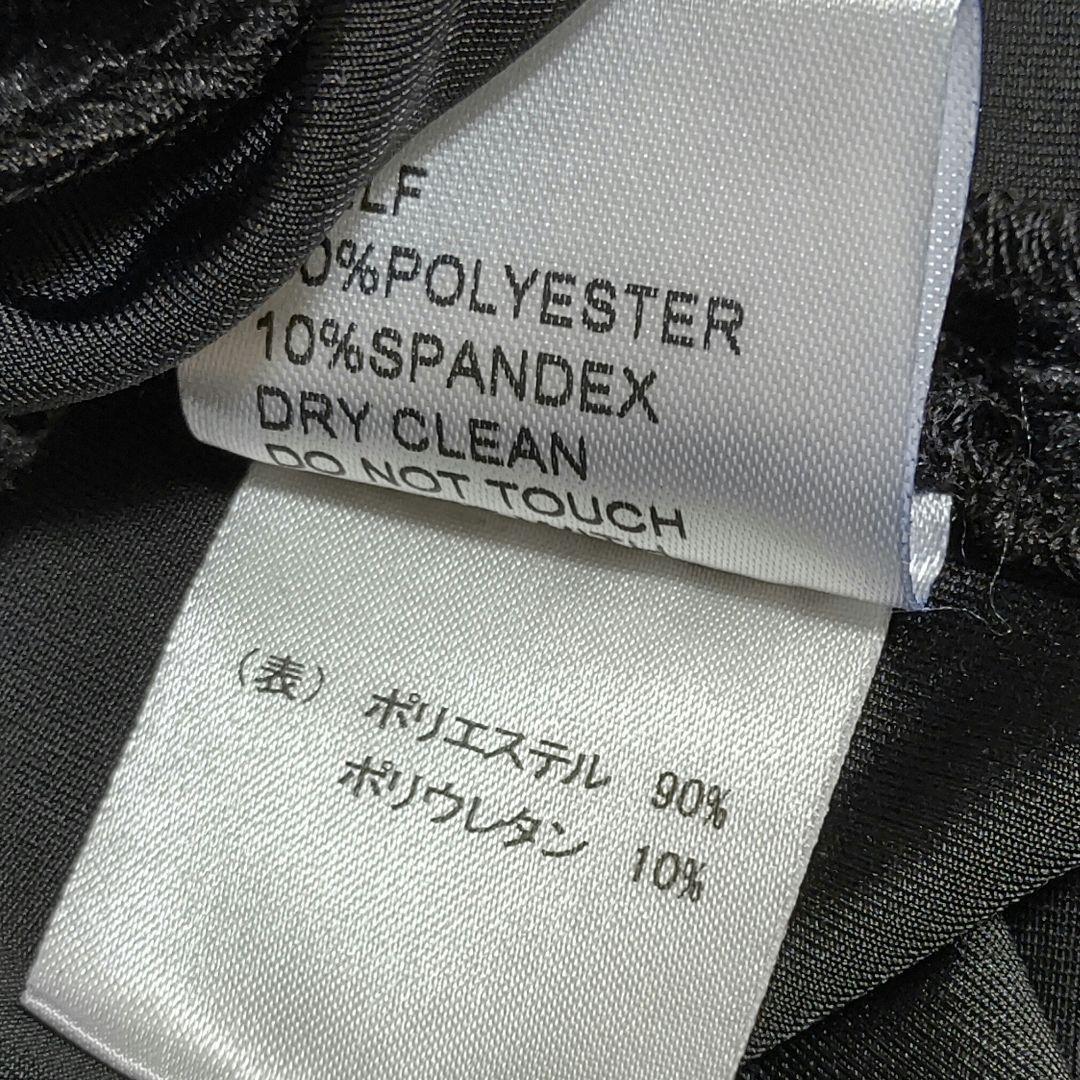 0%POLYESTER
10%SPANDEX
DRY CLEAN
DO NOT TOUCH
（表） ポリエステル 90%
ポリウレタン 10%